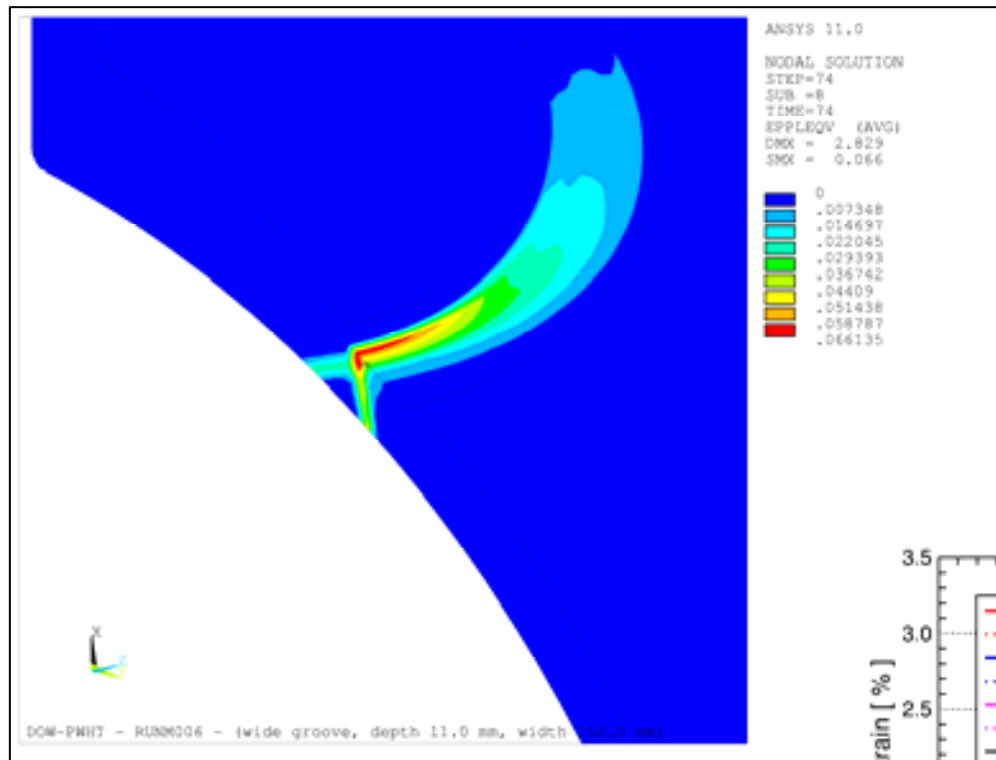 ANSYS 11.0
NODAL SOLUTION
STEP=74
SUB =8
TIME=74
EPPLEQV (AVG)
DMX = 2.829
SMX = 0.066
0
.007348
.014697
.022045
.029393
.036742
.04409
.051438
.058787
.066135
X
Z
DOW-PWHT - RUNM006 - (wide groove, depth 11.0 mm, width mm)
3.5
3.0
2.5
rain [ % ]